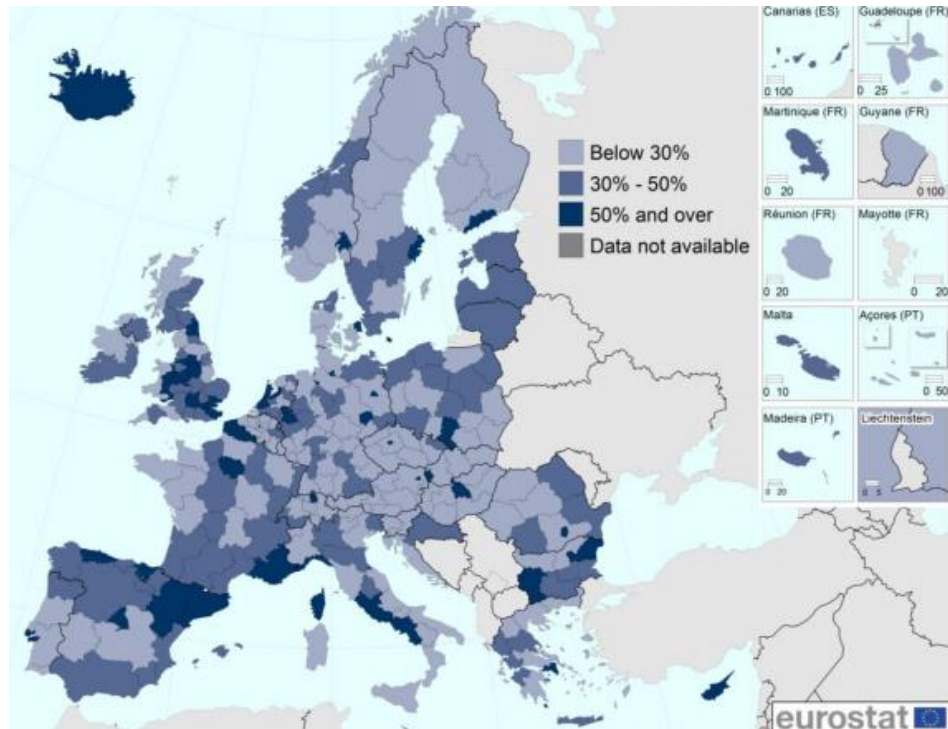 Canarias (ES)
0 100
Guadeloupe (FR)
0 25
Martinique (FR)
0 20
Guyane (FR)
0 100
Réunion (FR)
0 20
Mayotte (FR)
0 20
Malta
0 10
Açores (PT)
0 50
Madeira (PT)
0 20
Liechtenstein
0 5
Below 30%
30% - 50%
50% and over
Data not available
eurostat